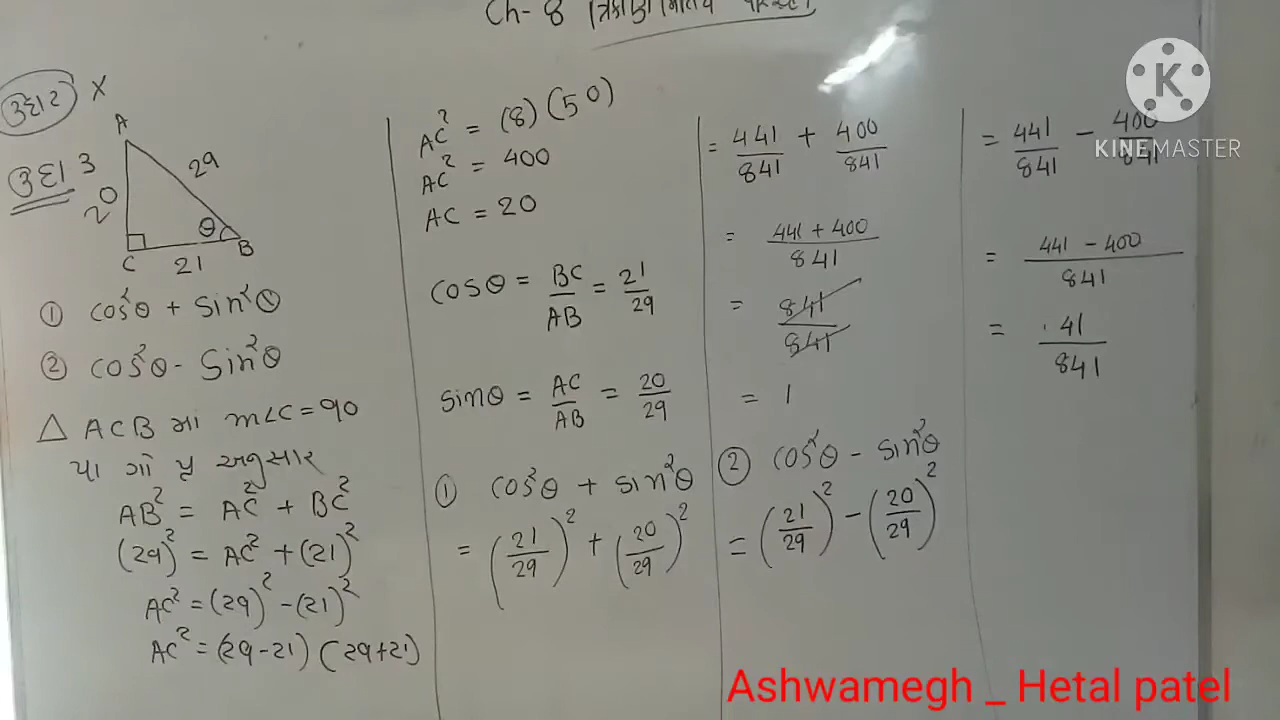 Ch- 8 ત્રિકોણમિતિય
ઉદા 2 X
ઉદા 3
A
20
29
θ
C
21
B
① cos²θ + sin²θ
② cos²θ - Sin²θ
△ ACB માં m∠C = 90
પાયથાગોરસ
અનુસાર
AB² = AC² + BC²
(29)² = AC² + (21)²
AC² = (29)² - (21)²
AC² = (29-21) (29+21)
AC² = (8) (50)
AC² = 400
AC = 20
cosθ = BC/AB = 21/29
sinθ = AC/AB = 20/29
① cos²θ + sin²θ
= (21/29)² + (20/29)²
= 441/841 + 400/841
= 441 + 400/841
= 841/841
= 1
② cos²θ - sin²θ
= (21/29)² - (20/29)²
= 441/841 - 400/841
= 441 - 400/841
= 41/841
K
KINEMASTER
Ashwamegh _ Hetal patel